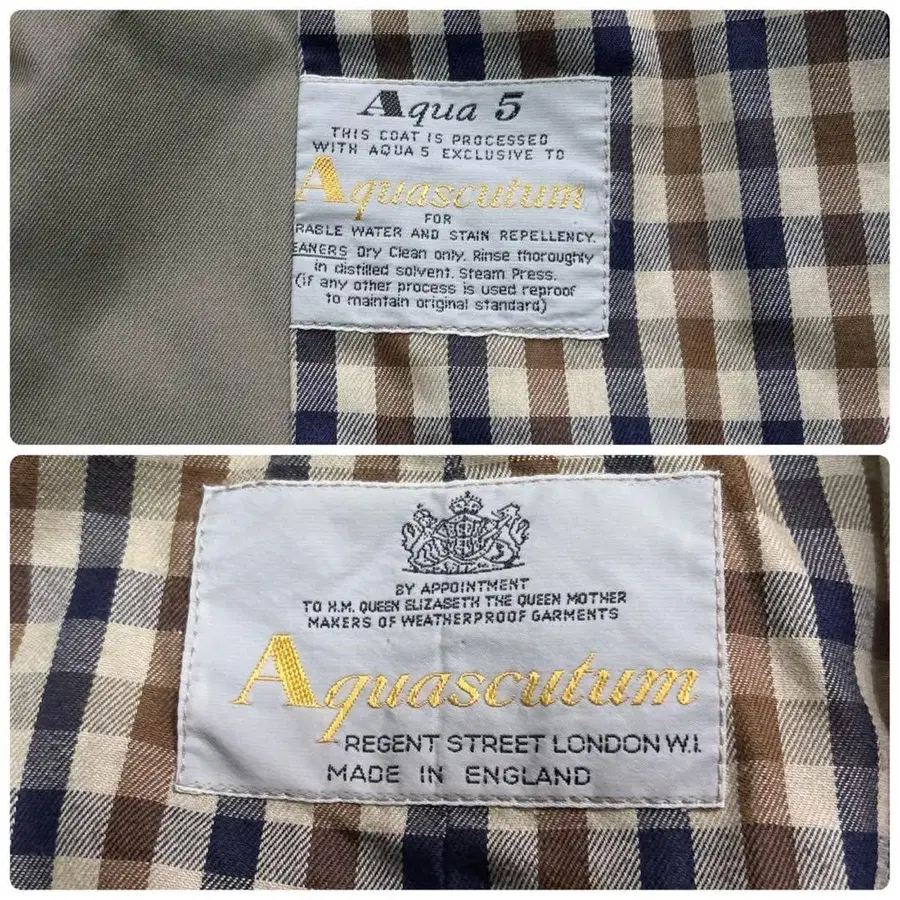 Aqua 5
THIS COAT IS PROCESSED
WITH AQUA 5 EXCLUSIVE TO
Aquascutum
FOR
RABLE WATER AND STAIN REPELLENCY.
EANERS Dry Clean only. Rinse thoroughly
in distilled solvent. Steam Press.
(if any other process is used reproof
to maintain original standard)
BY APPOINTMENT
TO H.M. QUEEN ELIZABETH THE QUEEN MOTHER
MAKERS OF WEATHERPROOF GARMENTS
Aquascutum
REGENT STREET LONDON W.I.
MADE IN ENGLAND